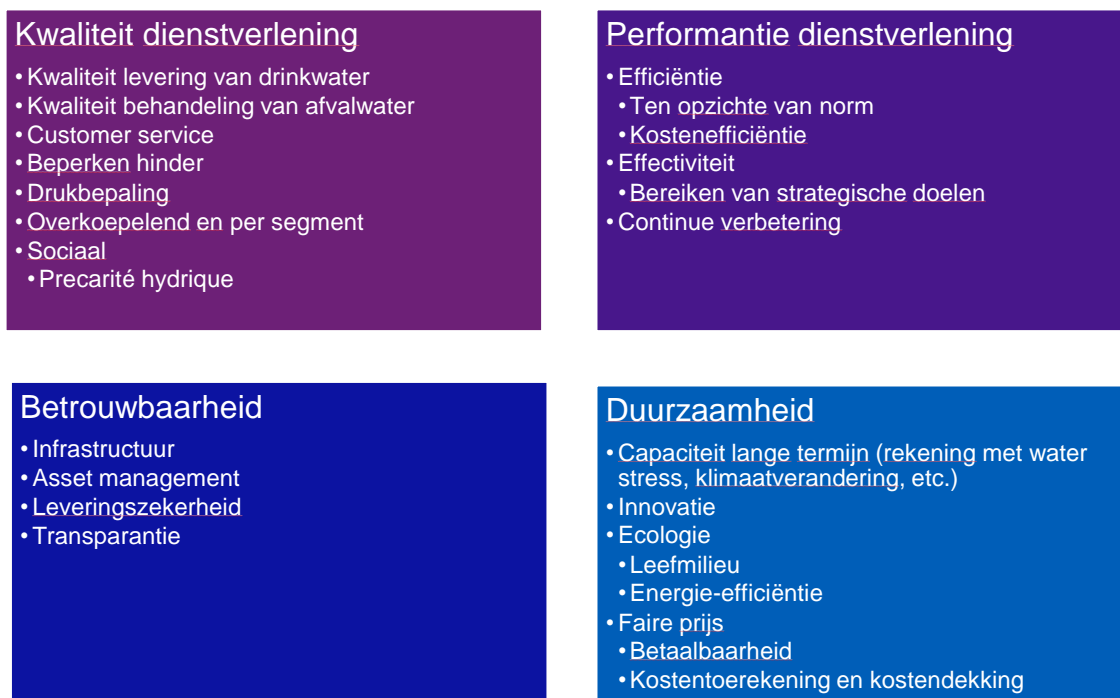 Kwaliteit dienstverlening
• Kwaliteit levering van drinkwater
• Kwaliteit behandeling van afvalwater
• Customer service
• Beperken hinder
• Drukbepaling
• Overkoepelend en per segment
• Sociaal
• Precarité hydrique
Performantie dienstverlening
• Efficiëntie
• Ten opzichte van norm
• Kostenefficiëntie
• Effectiviteit
• Bereiken van strategische doelen
• Continue verbetering
Betrouwbaarheid
• Infrastructuur
• Asset management
• Leveringszekerheid
• Transparantie
Duurzaamheid
• Capaciteit lange termijn (rekening met water
stress, klimaatverandering, etc.)
• Innovatie
• Ecologie
• Leefmilieu
• Energie-efficiëntie
• Faire prijs
• Betaalbaarheid
• Kostentoerekening en kostendekking